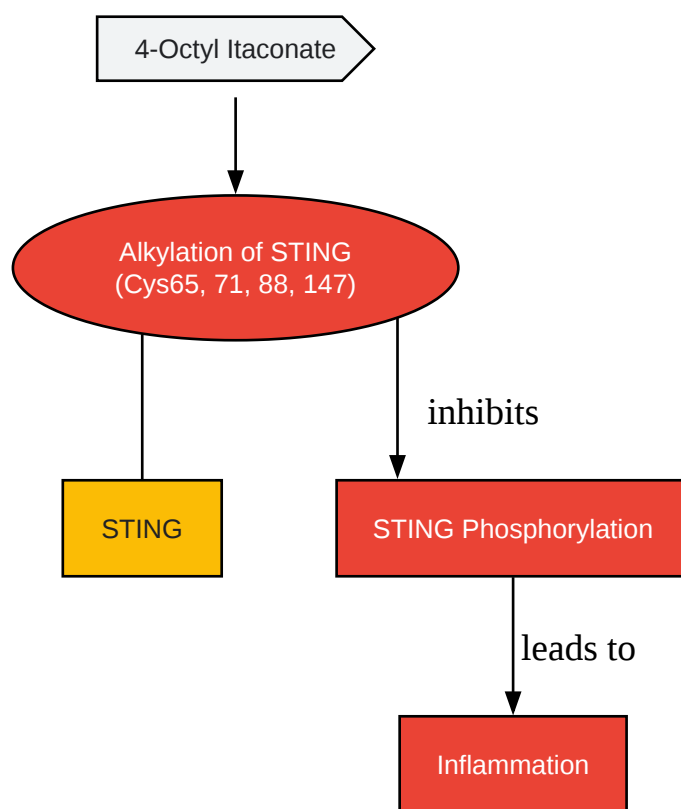 4-Octyl Itaconate
Alkylation of STING
(Cys65, 71, 88, 147)
inhibits
STING
STING Phosphorylation
leads to
Inflammation